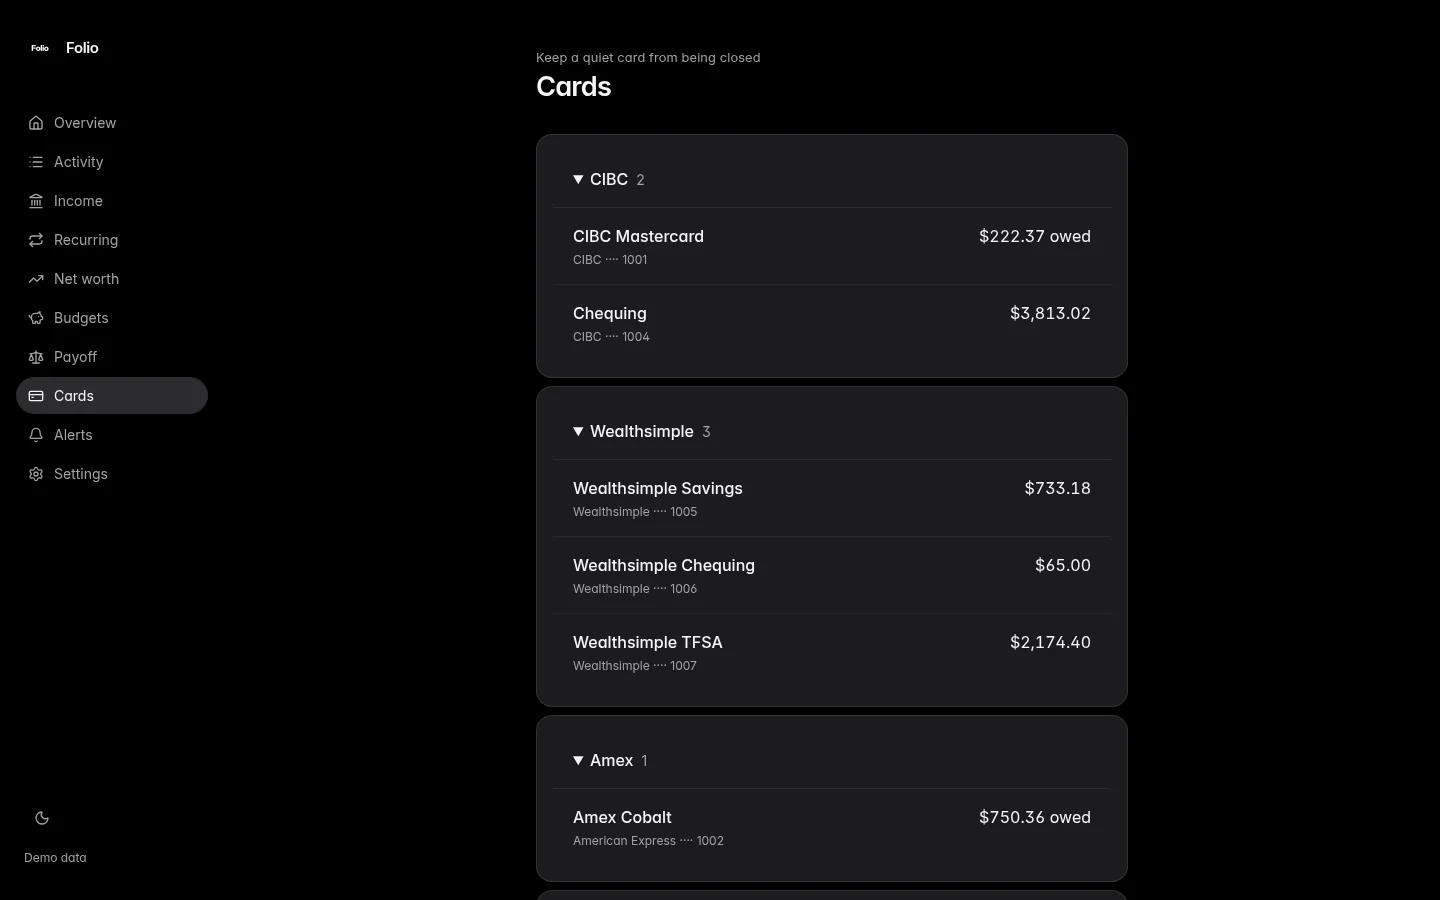 Folio Folio
Overview
Activity
Income
Recurring
Net worth
Budgets
Payoff
Cards
Alerts
Settings
Demo data
Keep a quiet card from being closed
Cards
▼ CIBC 2
CIBC Mastercard $222.37 owed
CIBC ···· 1001
Chequing $3,813.02
CIBC ···· 1004
▼ Wealthsimple 3
Wealthsimple Savings $733.18
Wealthsimple ···· 1005
Wealthsimple Chequing $65.00
Wealthsimple ···· 1006
Wealthsimple TFSA $2,174.40
Wealthsimple ···· 1007
▼ Amex 1
Amex Cobalt $750.36 owed
American Express ···· 1002